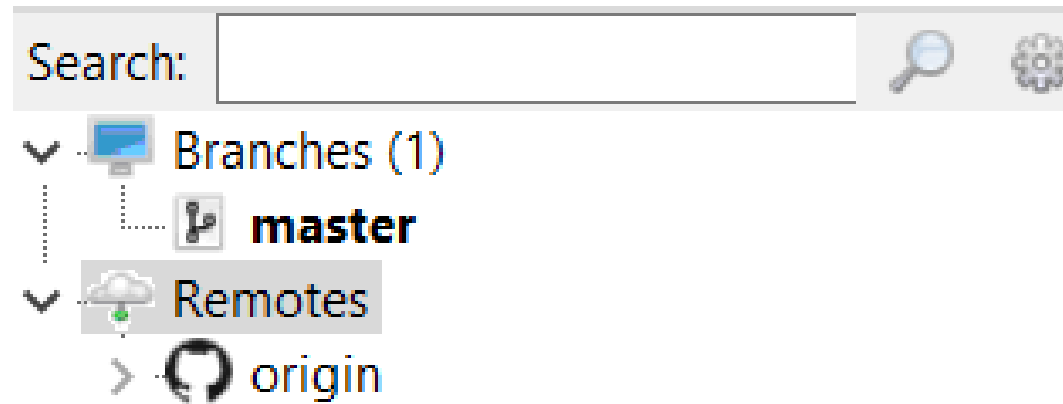 Search:
Branches (1)
master
Remotes
origin